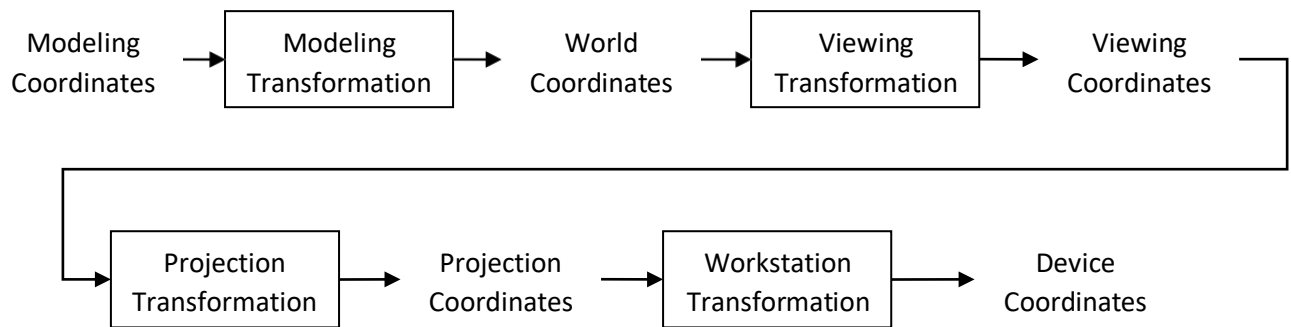 Modeling
Coordinates
Modeling
Transformation
World
Coordinates
Viewing
Transformation
Viewing
Coordinates
Projection
Transformation
Projection
Coordinates
Workstation
Transformation
Device
Coordinates